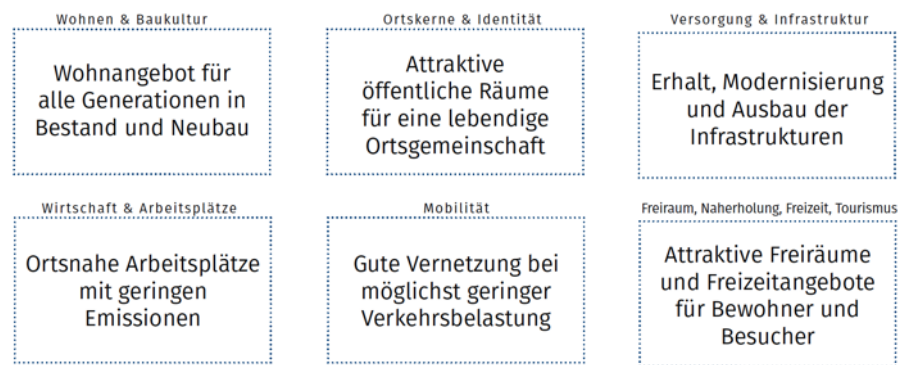 Wohnen & Baukultur
Wohnangebot für
alle Generationen in
Bestand und Neubau
Ortskerne & Identität
Attraktive
öffentliche Räume
für eine lebendige
Ortsgemeinschaft
Versorgung & Infrastruktur
Erhalt, Modernisierung
und Ausbau der
Infrastrukturen
Wirtschaft & Arbeitsplätze
Ortsnahe Arbeitsplätze
mit geringen
Emissionen
Mobilität
Gute Vernetzung bei
möglichst geringer
Verkehrsbelastung
Freiraum, Naherholung, Freizeit, Tourismus
Attraktive Freiräume
und Freizeitangebote
für Bewohner und
Besucher